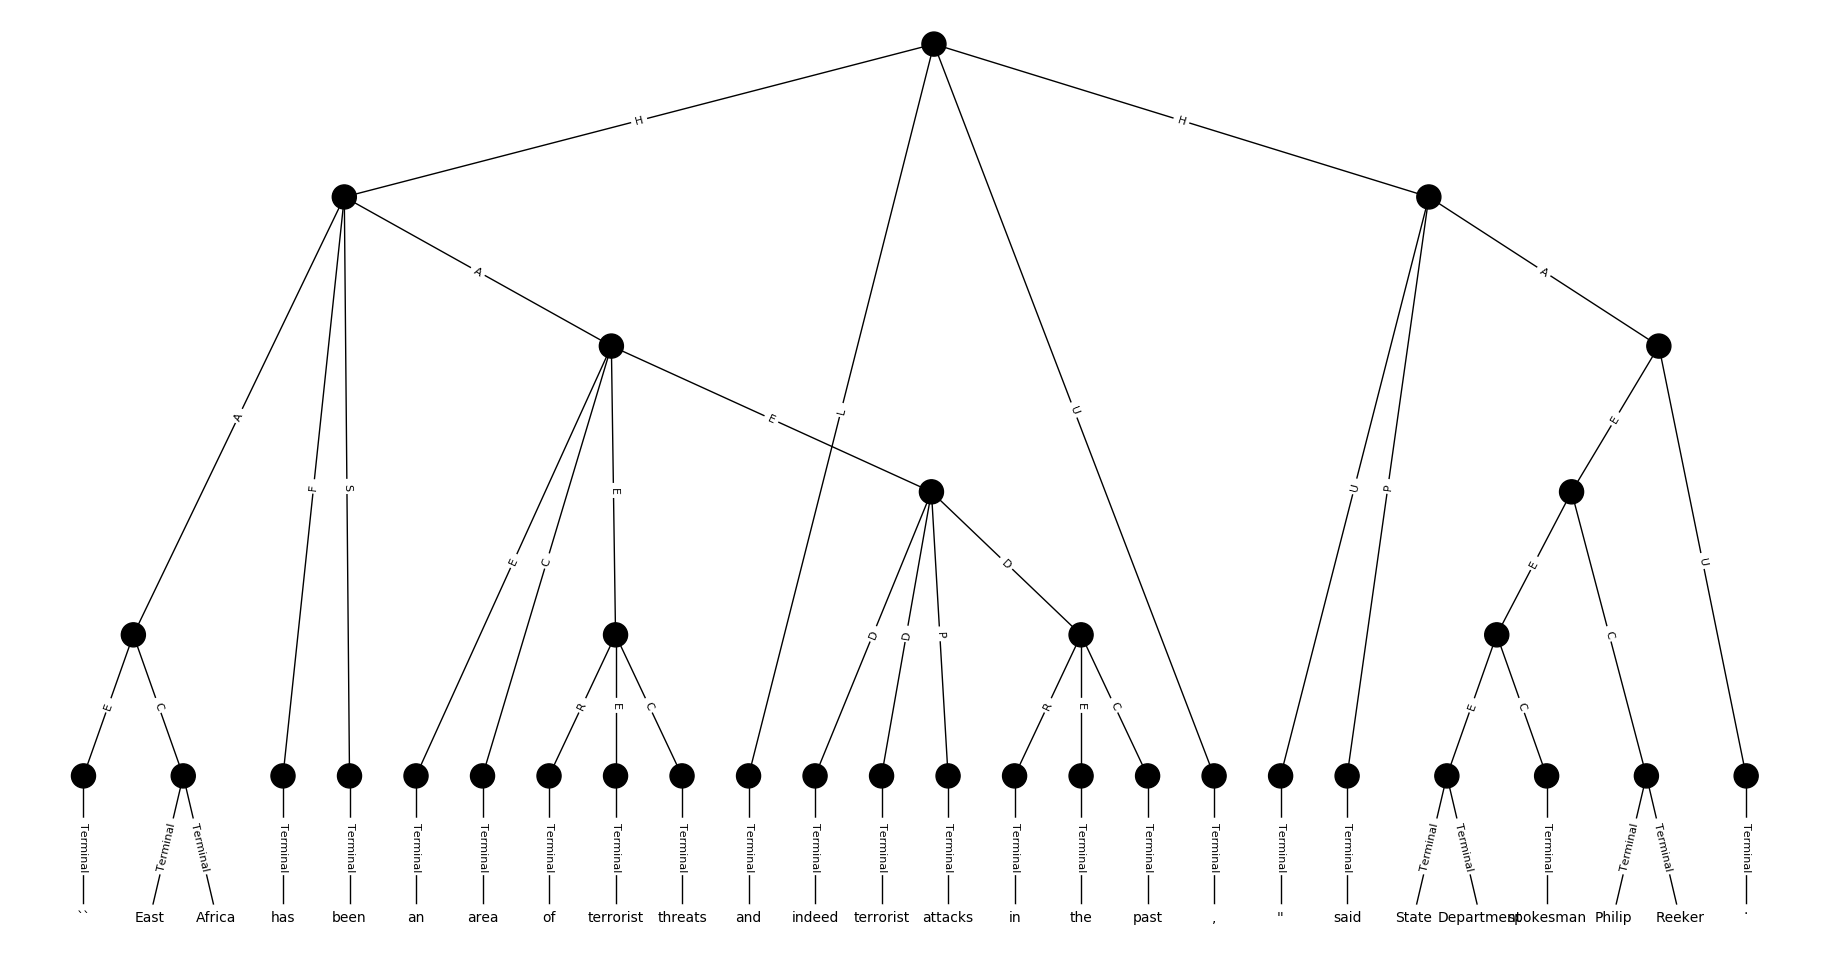 H H
A F S A L U U P A
E E
A E C E E U
D D P D E C
E C R E C R E C E C
Terminal Terminal Terminal Terminal Terminal Terminal Terminal Terminal Terminal Terminal Terminal Terminal Terminal Terminal Terminal Terminal Terminal Terminal Terminal Terminal Terminal Terminal Terminal Terminal Terminal Terminal
`` East Africa has been an area of terrorist threats and indeed terrorist attacks in the past , " said State Department spokesman Philip Reeker .